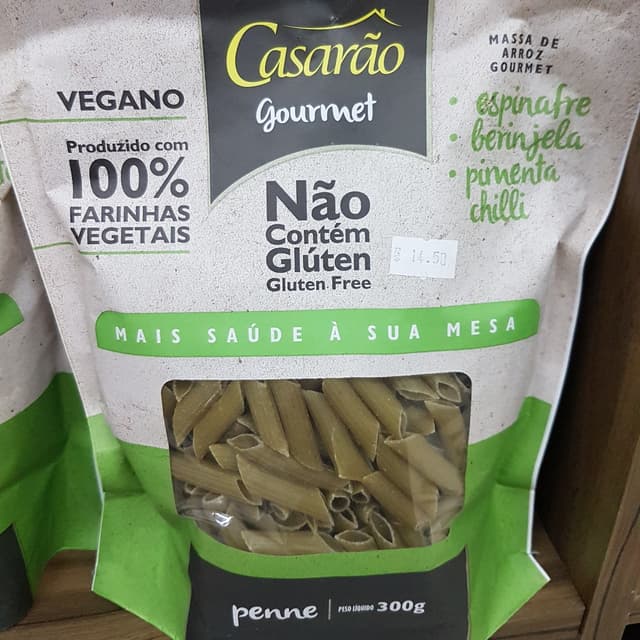 Casarão
Gourmet
VEGANO
Produzido com
100%
FARINHAS
VEGETAIS
MASSA DE
ARROZ
GOURMET
• espinafre
• berinjela
• pimenta
chilli
Não
Contém
Glúten
Gluten Free
14.50
MAIS SAÚDE À SUA MESA
penne | PESO LÍQUIDO 300g